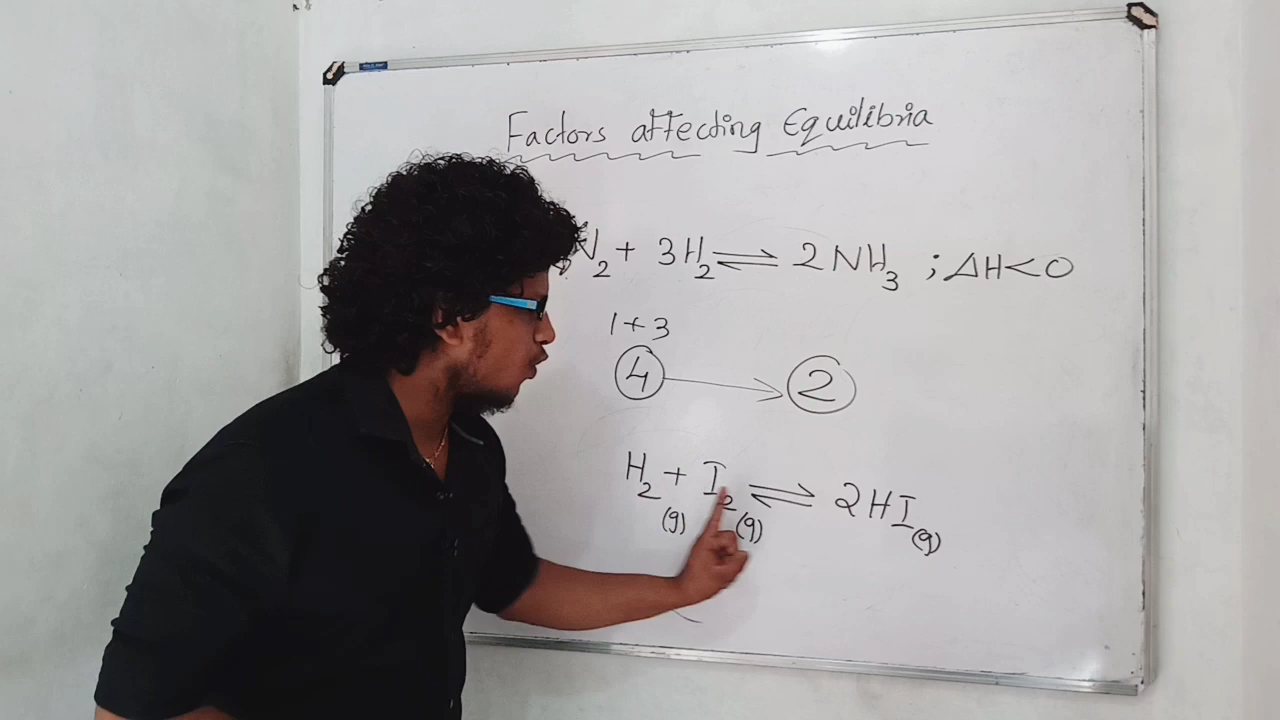 Factors affecting Equilibria
N₂ + 3H₂ ⇌ 2NH₃ ; ΔH<0
1+3
4 → 2
H₂(g) + I₂(g) ⇌ 2HI(g)